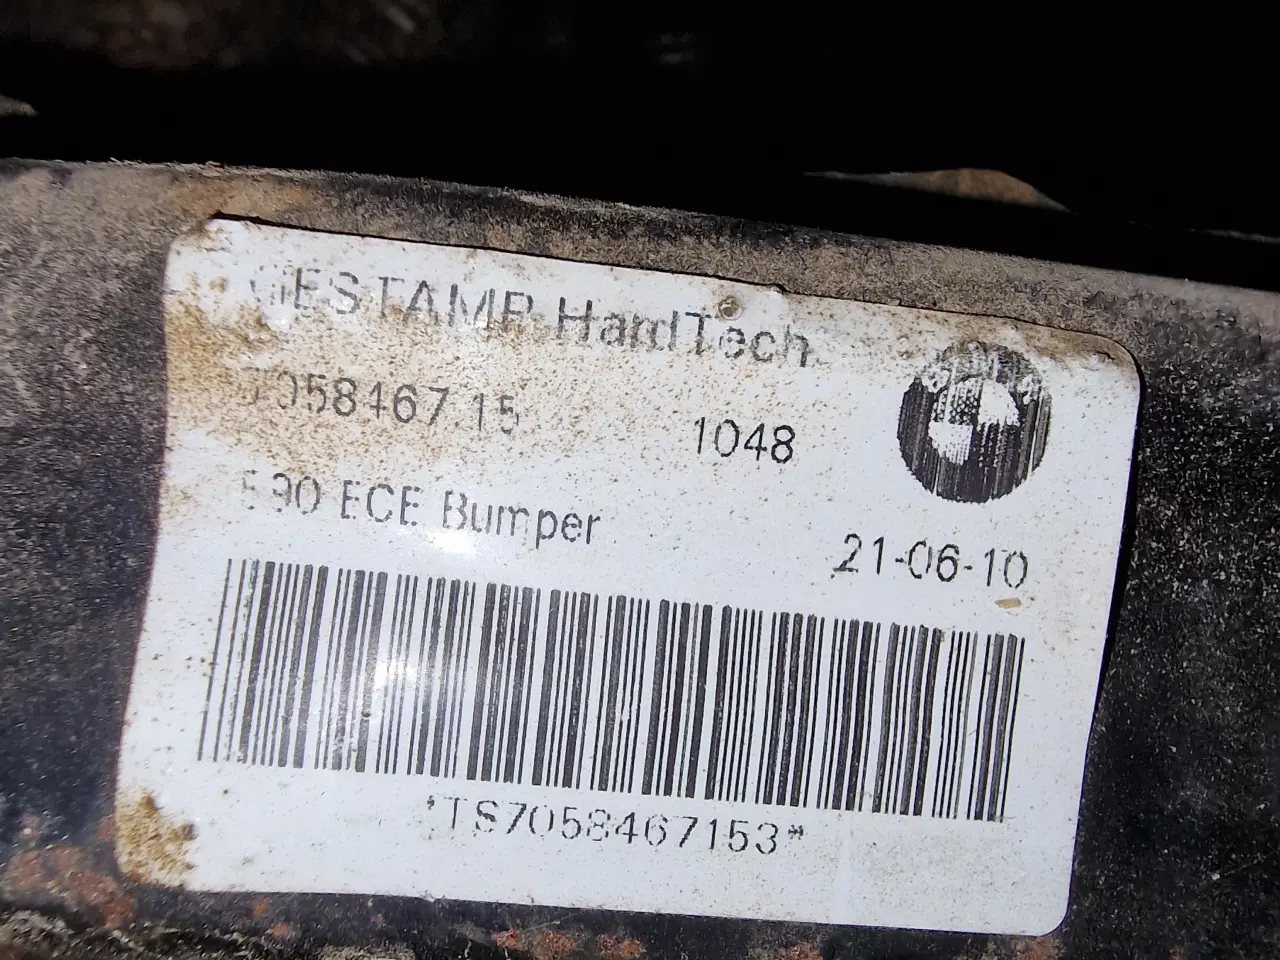 GESTAMP HardTech
7058467.15
1048
E90 ECE Bumper
21-06-10
*TS7058467153*